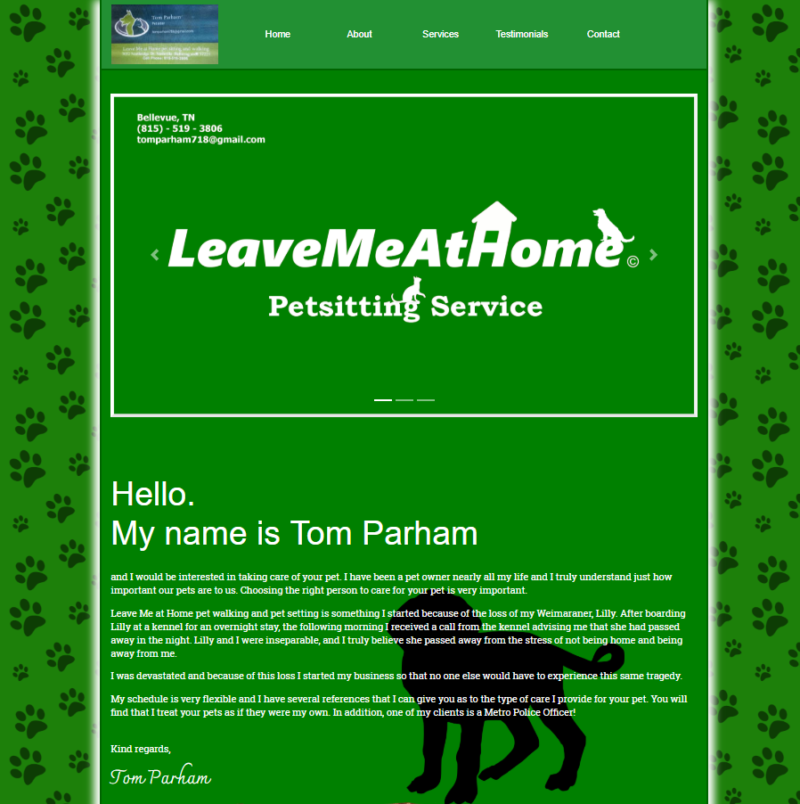 Tom Parham
Home
About
Services
Testimonials
Contact
Bellevue, TN
(815) - 519 - 3806
tomparham718@gmail.com
LeaveMeAtHome©
Petsitting Service
Hello.
My name is Tom Parham
and I would be interested in taking care of your pet. I have been a pet owner nearly all my life and I truly understand just how
important our pets are to us. Choosing the right person to care for your pet is very important.
Leave Me at Home pet walking and pet setting is something I started because of the loss of my Weimaraner, Lilly. After boarding
Lilly at a kennel for an overnight stay, the following morning I received a call from the kennel advising me that she had passed
away in the night. Lilly and I were inseparable, and I truly believe she passed away from the stress of not being home and being
away from me.
I was devastated and because of this loss I started my business so that no one else would have to experience this same tragedy.
My schedule is very flexible and I have several references that I can give you as to the type of care I provide for your pet. You will
find that I treat your pets as if they were my own. In addition, one of my clients is a Metro Police Officer!
Kind regards,
Tom Parham